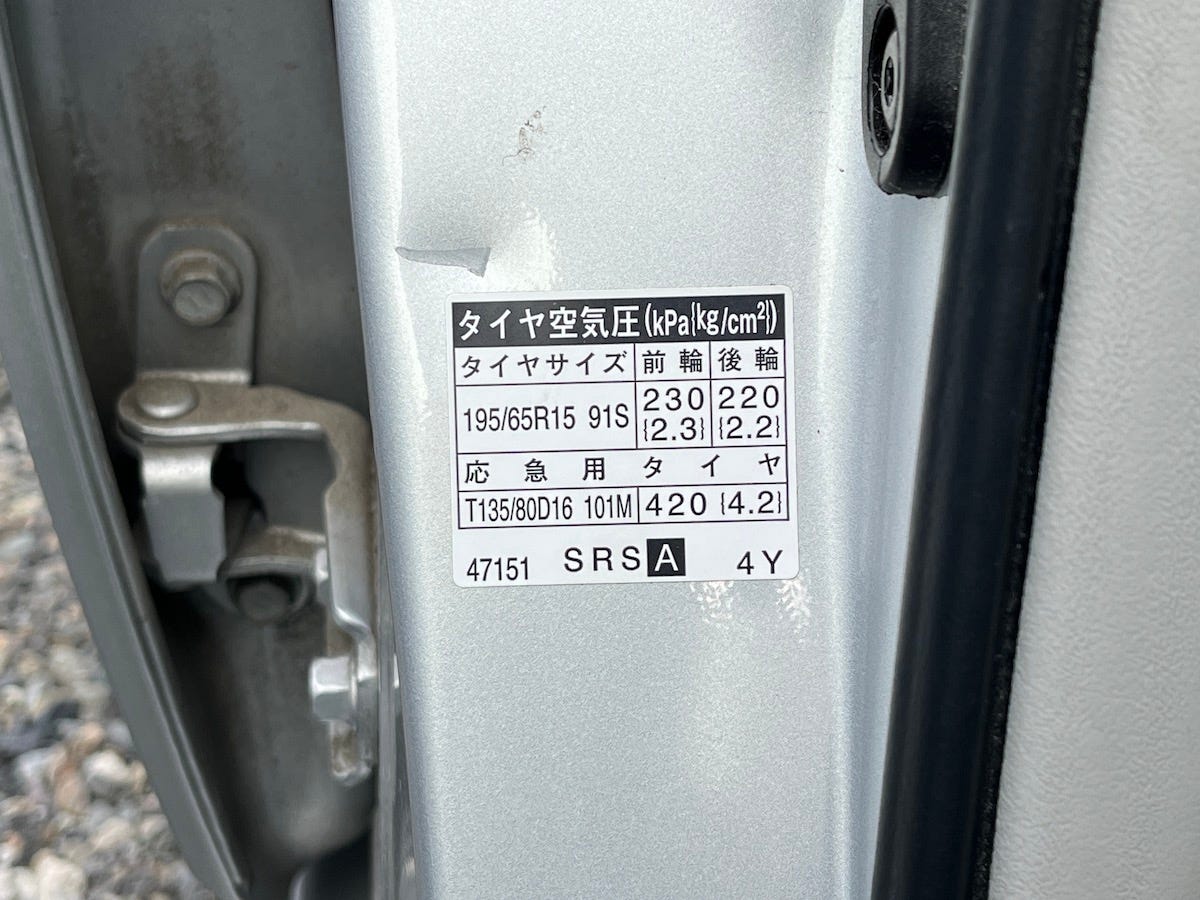 タイヤ空気圧(kPa{kg/cm²})
タイヤサイズ 前輪 後輪
195/65R15 91S 230 {2.3} 220 {2.2}
応急用タイヤ
T135/80D16 101M 420 {4.2}
47151 SRS A 4Y